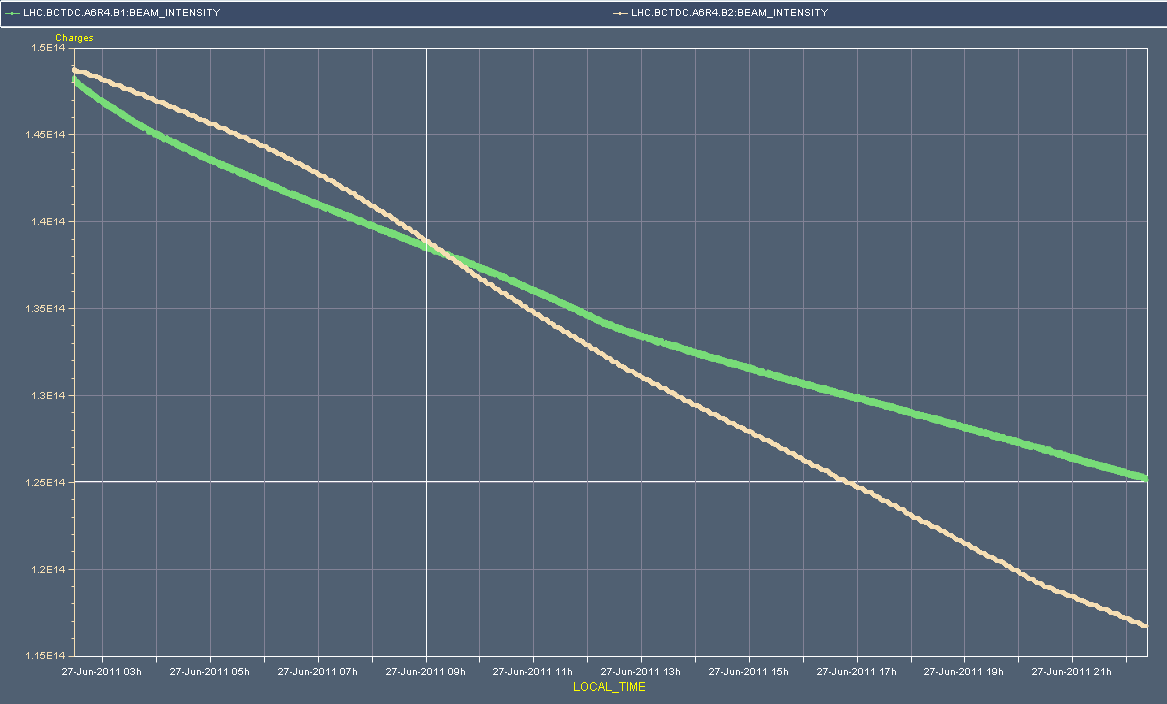 LHC.BCTDC.A6R4.B1:BEAM_INTENSITY LHC.BCTDC.A6R4.B2:BEAM_INTENSITY
Charges
1.5E14
1.45E14
1.4E14
1.35E14
1.3E14
1.25E14
1.2E14
1.15E14
27-Jun-2011 03h 27-Jun-2011 05h 27-Jun-2011 07h 27-Jun-2011 09h 27-Jun-2011 11h 27-Jun-2011 13h 27-Jun-2011 15h 27-Jun-2011 17h 27-Jun-2011 19h 27-Jun-2011 21h
LOCAL_TIME